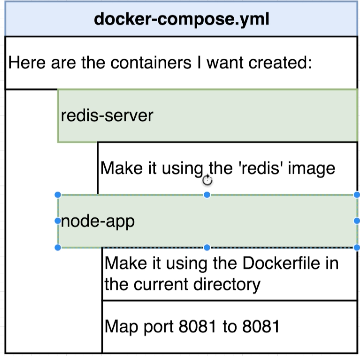 docker-compose.yml
Here are the containers I want created:
redis-server
Make it using the 'redis' image
node-app
Make it using the Dockerfile in
the current directory
Map port 8081 to 8081